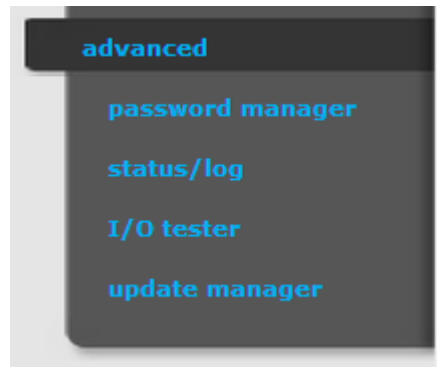 advanced
password manager
status/log
I/O tester
update manager